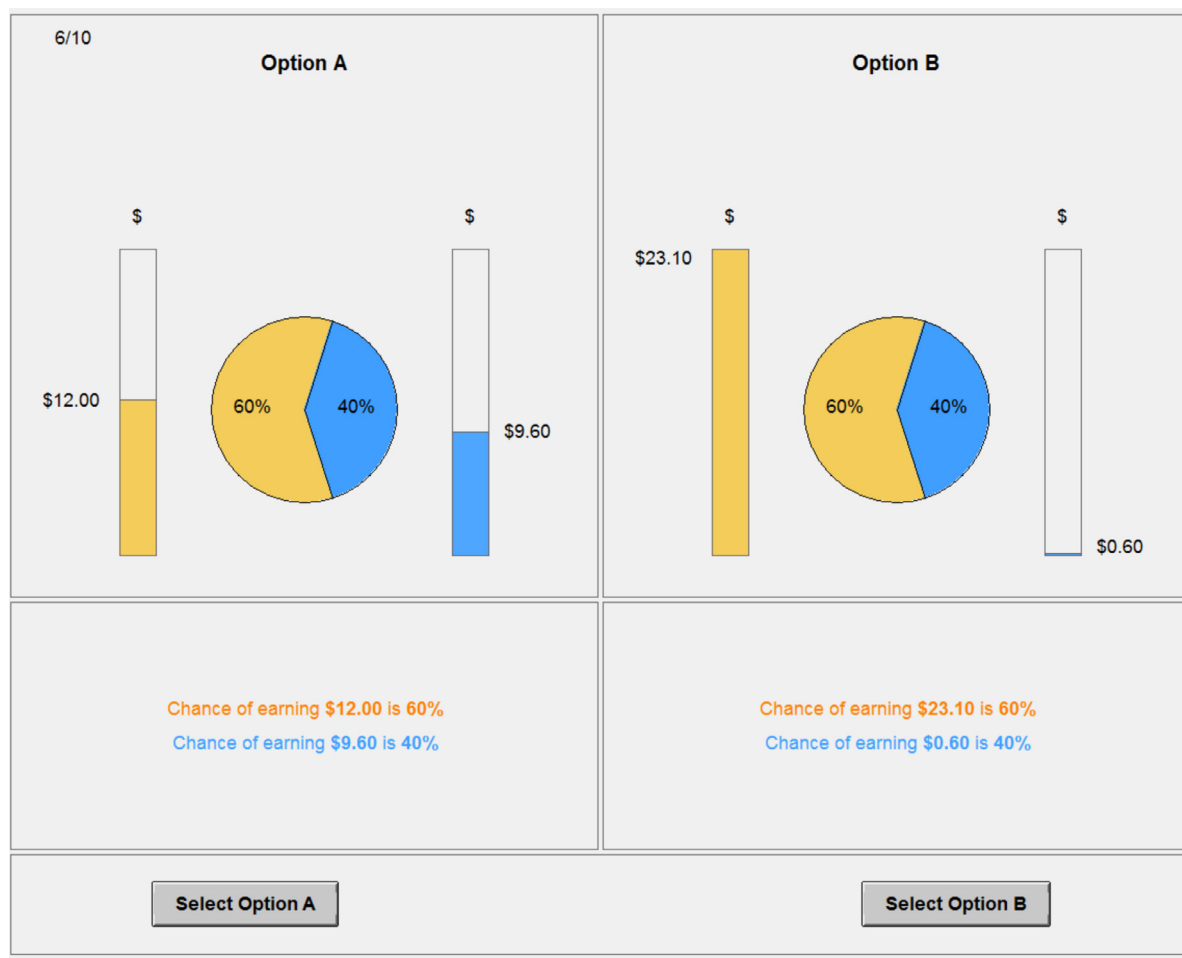 6/10
Option A
$
$
$12.00
60%
40%
$9.60
Chance of earning $12.00 is 60%
Chance of earning $9.60 is 40%
Select Option A
Option B
$
$
$23.10
60%
40%
$0.60
Chance of earning $23.10 is 60%
Chance of earning $0.60 is 40%
Select Option B